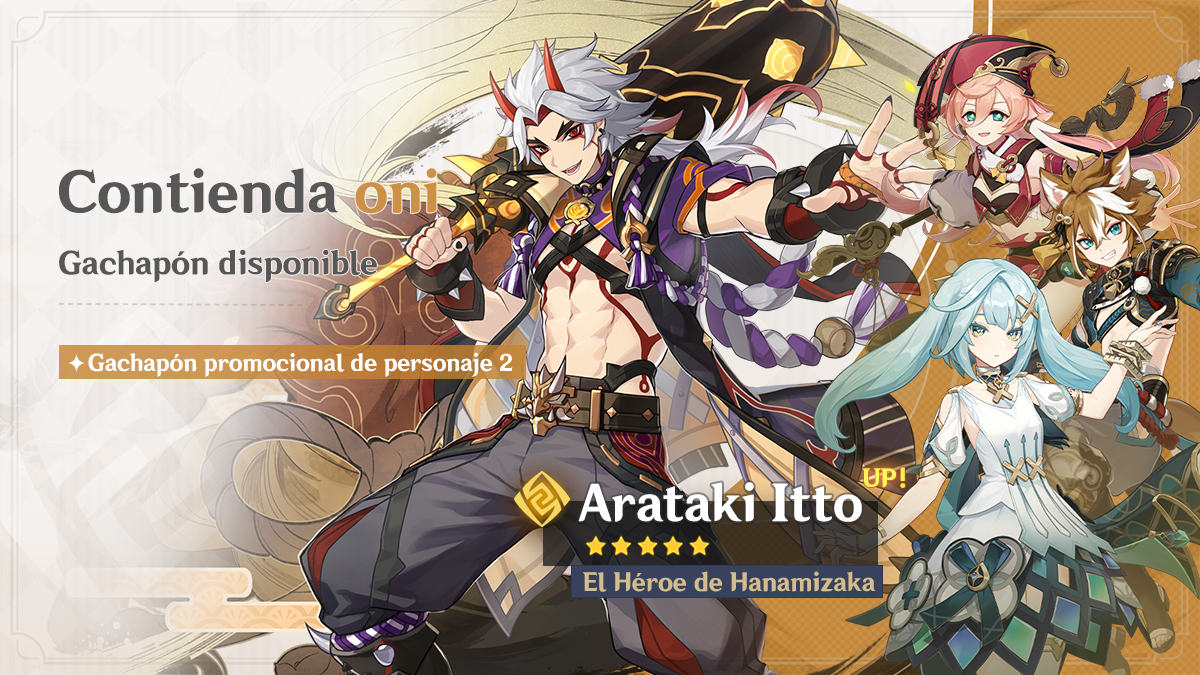 Contienda oni
Gachapón disponible
Gachapón promocional de personaje 2
UP!
Arataki Itto
El Héroe de Hanamizaka